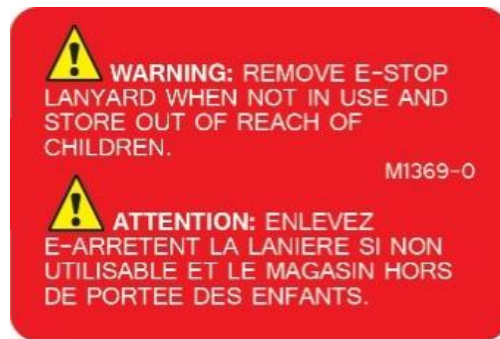 WARNING: REMOVE E-STOP
LANYARD WHEN NOT IN USE AND
STORE OUT OF REACH OF
CHILDREN.
M1369-0
ATTENTION: ENLEVEZ
E-ARRETENT LA LANIERE SI NON
UTILISABLE ET LE MAGASIN HORS
DE PORTEE DES ENFANTS.